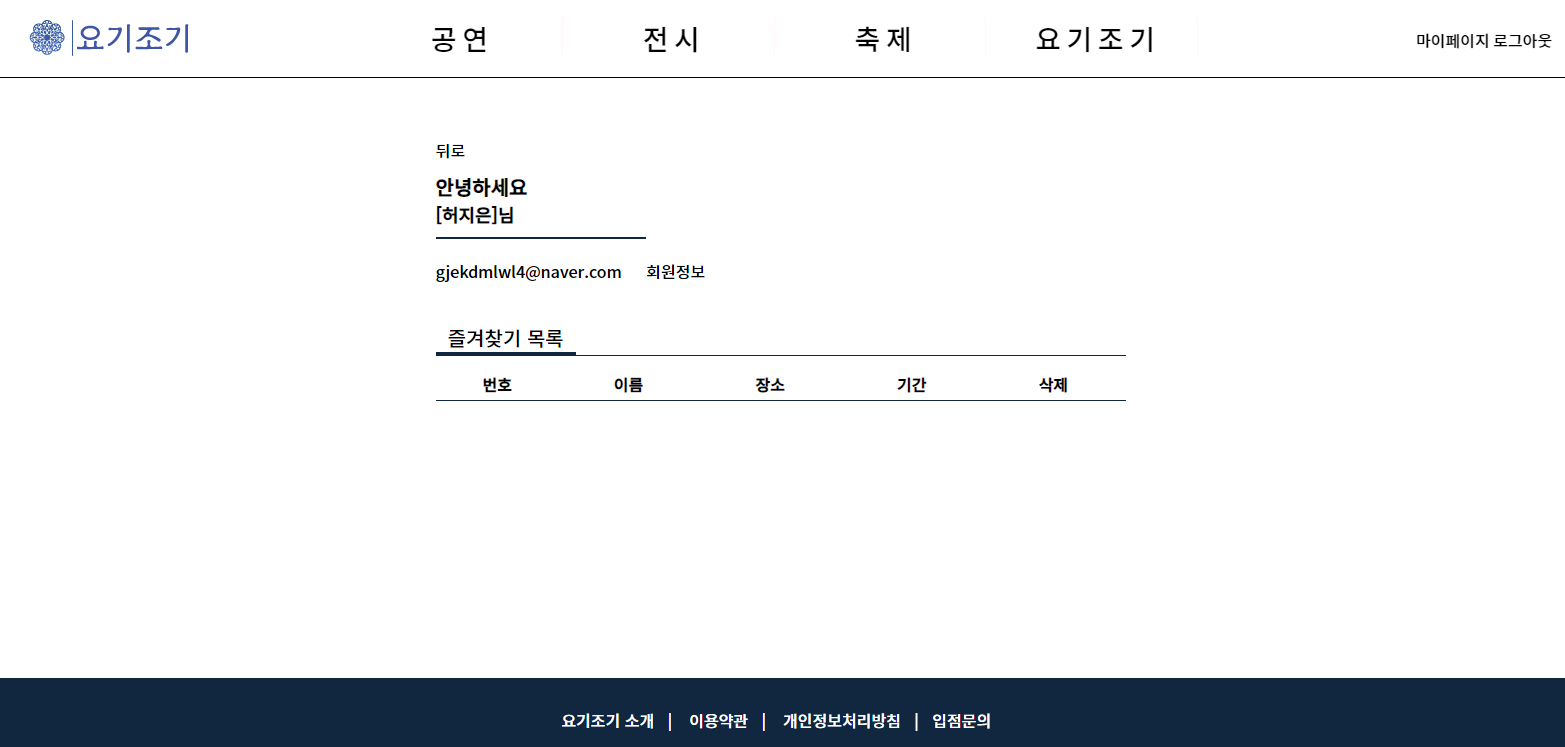 요기조기 공연 전시 축제 요기조기 마이페이지 로그아웃
뒤로
안녕하세요
[허지은]님
gjekdmlwl4@naver.com 회원정보
즐겨찾기 목록
번호 이름 장소 기간 삭제
요기조기 소개 | 이용약관 | 개인정보처리방침 | 입점문의